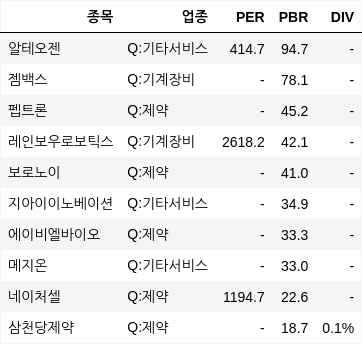 종목 업종 PER PBR DIV
알테오젠 Q:기타서비스 414.7 94.7 -
젬백스 Q:기계장비 - 78.1 -
펩트론 Q:제약 - 45.2 -
레인보우로보틱스 Q:기계장비 2618.2 42.1 -
보로노이 Q:제약 - 41.0 -
지아이이노베이션 Q:기타서비스 - 34.9 -
에이비엘바이오 Q:제약 - 33.3 -
메지온 Q:기타서비스 - 33.0 -
네이처셀 Q:제약 1194.7 22.6 -
삼천당제약 Q:제약 - 18.7 0.1%